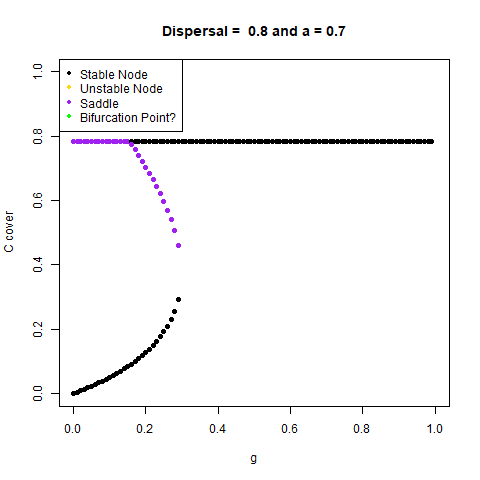 Dispersal =  0.8 and a = 0.7
Stable Node
Unstable Node
Saddle
Bifurcation Point?
C cover
1.0
0.8
0.6
0.4
0.2
0.0
0.0 0.2 0.4 0.6 0.8 1.0
g